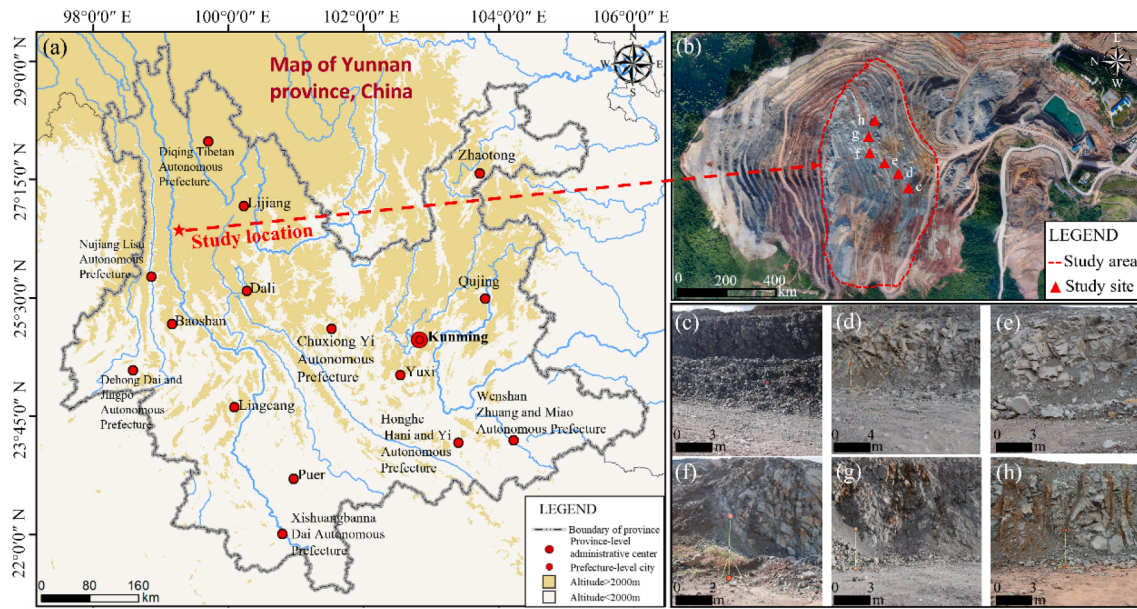 98°0'0" E
100°0'0" E
102°0'0" E
104°0'0" E
106°0'0" E
29°0'0" N
27°15'0" N
25°30'0" N
23°45'0" N
22°0'0" N
(a)
Map of Yunnan
province, China
N
W
E
S
Diqing Tibetan
Autonomous
Prefecture
Zhaotong
Lijiang
Study location
Nujiang Lisu
Autonomous
Prefecture
Dali
Qujing
Baoshan
Chuxiong Yi
Autonomous
Prefecture
Kunming
Yuxi
Dehong Dai and
Jingpo
Autonomous
Prefecture
Lingcang
Wenshan
Zhuang and Miao
Autonomous Prefecture
Honghe
Hani and Yi
Autonomous
Prefecture
Puer
Xishuangbanna
Dai Autonomous
Prefecture
LEGEND
Boundary of province
Province-level
administrative center
Prefecture-level city
Altitude>2000m
Altitude<2000m
0 80 160
km
(b)
E
N
S
W
h
g
f
e
d
c
0 200 400
km
LEGEND
Study area
Study site
(c)
0 3
m
(d)
0 4
m
(e)
0 3
m
(f)
0 3
m
(g)
0 3
m
(h)
0 3
m